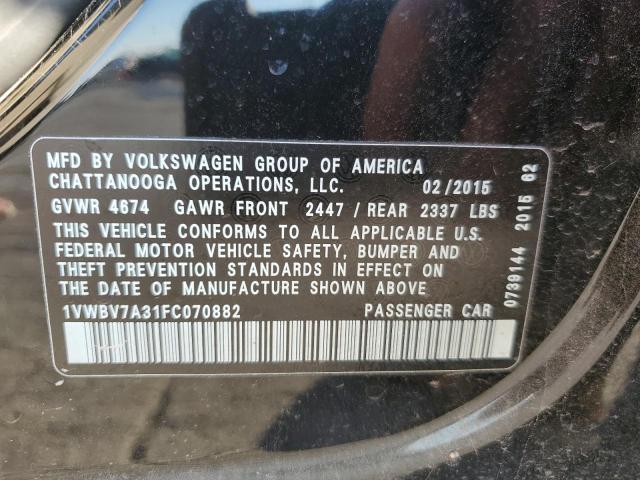 MFD BY VOLKSWAGEN GROUP OF AMERICA
CHATTANOOGA OPERATIONS, LLC. 02/2015
GVWR 4674 GAWR FRONT 2447 / REAR 2337 LBS
THIS VEHICLE CONFORMS TO ALL APPLICABLE U.S.
FEDERAL MOTOR VEHICLE SAFETY, BUMPER AND
THEFT PREVENTION STANDARDS IN EFFECT ON
THE DATE OF MANUFACTURE SHOWN ABOVE
1VWBV7A31FC070882 PASSENGER CAR
0739144 2015 62